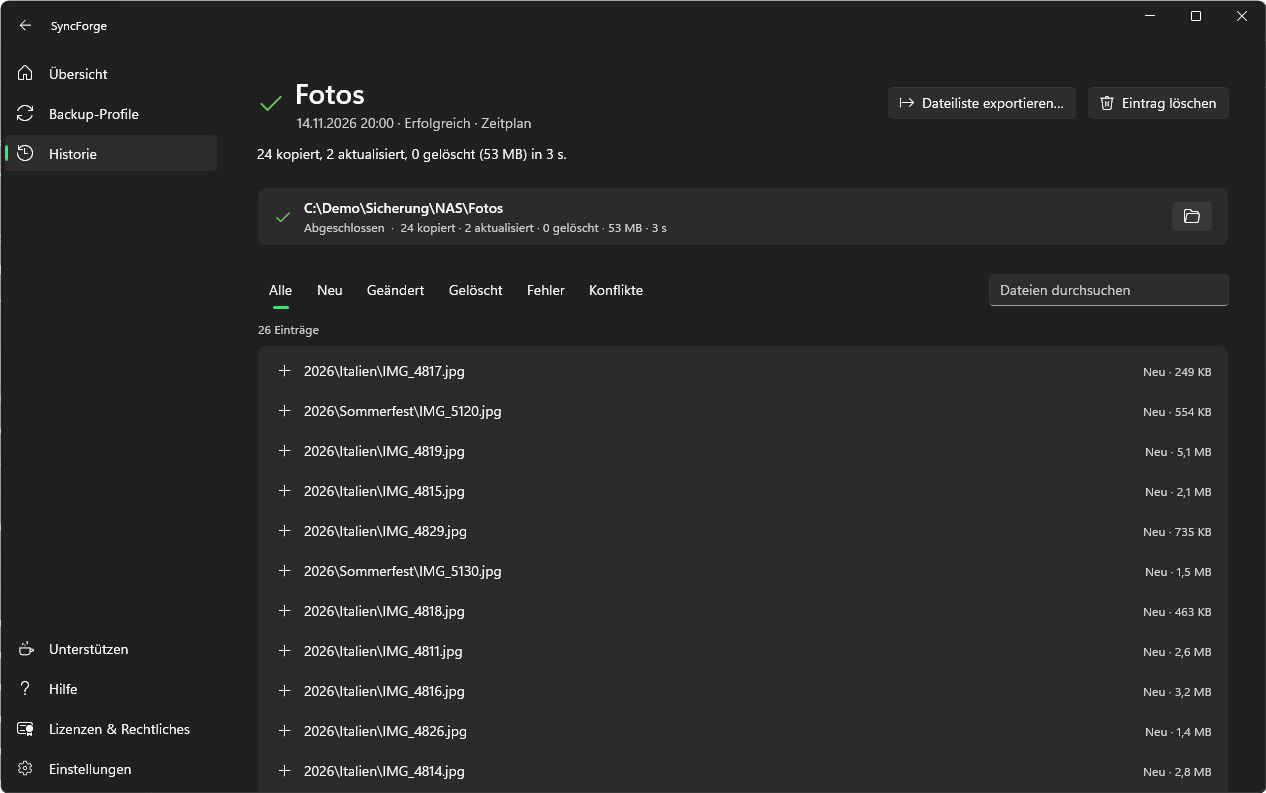 SyncForge
Übersicht
Backup-Profile
Historie
Unterstützen
Hilfe
Lizenzen & Rechtliches
Einstellungen
Fotos
14.11.2026 20:00 · Erfolgreich · Zeitplan
Dateiliste exportieren...
Eintrag löschen
24 kopiert, 2 aktualisiert, 0 gelöscht (53 MB) in 3 s.
C:\Demo\Sicherung\NAS\Fotos
Abgeschlossen · 24 kopiert · 2 aktualisiert · 0 gelöscht · 53 MB · 3 s
Alle Neu Geändert Gelöscht Fehler Konflikte
Dateien durchsuchen
26 Einträge
2026\Italien\IMG_4817.jpg Neu · 249 KB
2026\Sommerfest\IMG_5120.jpg Neu · 554 KB
2026\Italien\IMG_4819.jpg Neu · 5,1 MB
2026\Italien\IMG_4815.jpg Neu · 2,1 MB
2026\Italien\IMG_4829.jpg Neu · 735 KB
2026\Sommerfest\IMG_5130.jpg Neu · 1,5 MB
2026\Italien\IMG_4818.jpg Neu · 463 KB
2026\Italien\IMG_4811.jpg Neu · 2,6 MB
2026\Italien\IMG_4816.jpg Neu · 3,2 MB
2026\Italien\IMG_4826.jpg Neu · 1,4 MB
2026\Italien\IMG_4814.jpg Neu · 2,8 MB